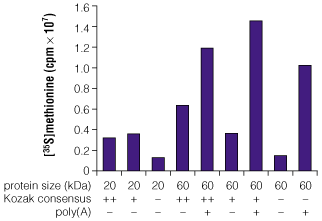 [³⁵S]methionine (cpm × 10⁷)
1.6
1.4
1.2
1.0
0.8
0.6
0.4
0.2
0
protein size (kDa) 20 20 20 60 60 60 60 60 60
Kozak consensus ++ + – ++ ++ + + – –
poly(A) – – – – + – + – +